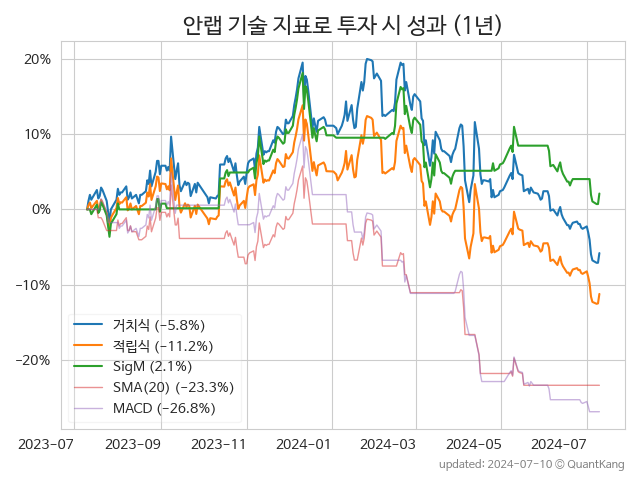 안랩 기술 지표로 투자 시 성과 (1년)
20%
10%
0%
−10%
−20%
거치식 (−5.8%)
적립식 (−11.2%)
SigM (2.1%)
SMA(20) (−23.3%)
MACD (−26.8%)
2023-07 2023-09 2023-11 2024-01 2024-03 2024-05 2024-07
updated: 2024-07-10 ⓒ QuantKang